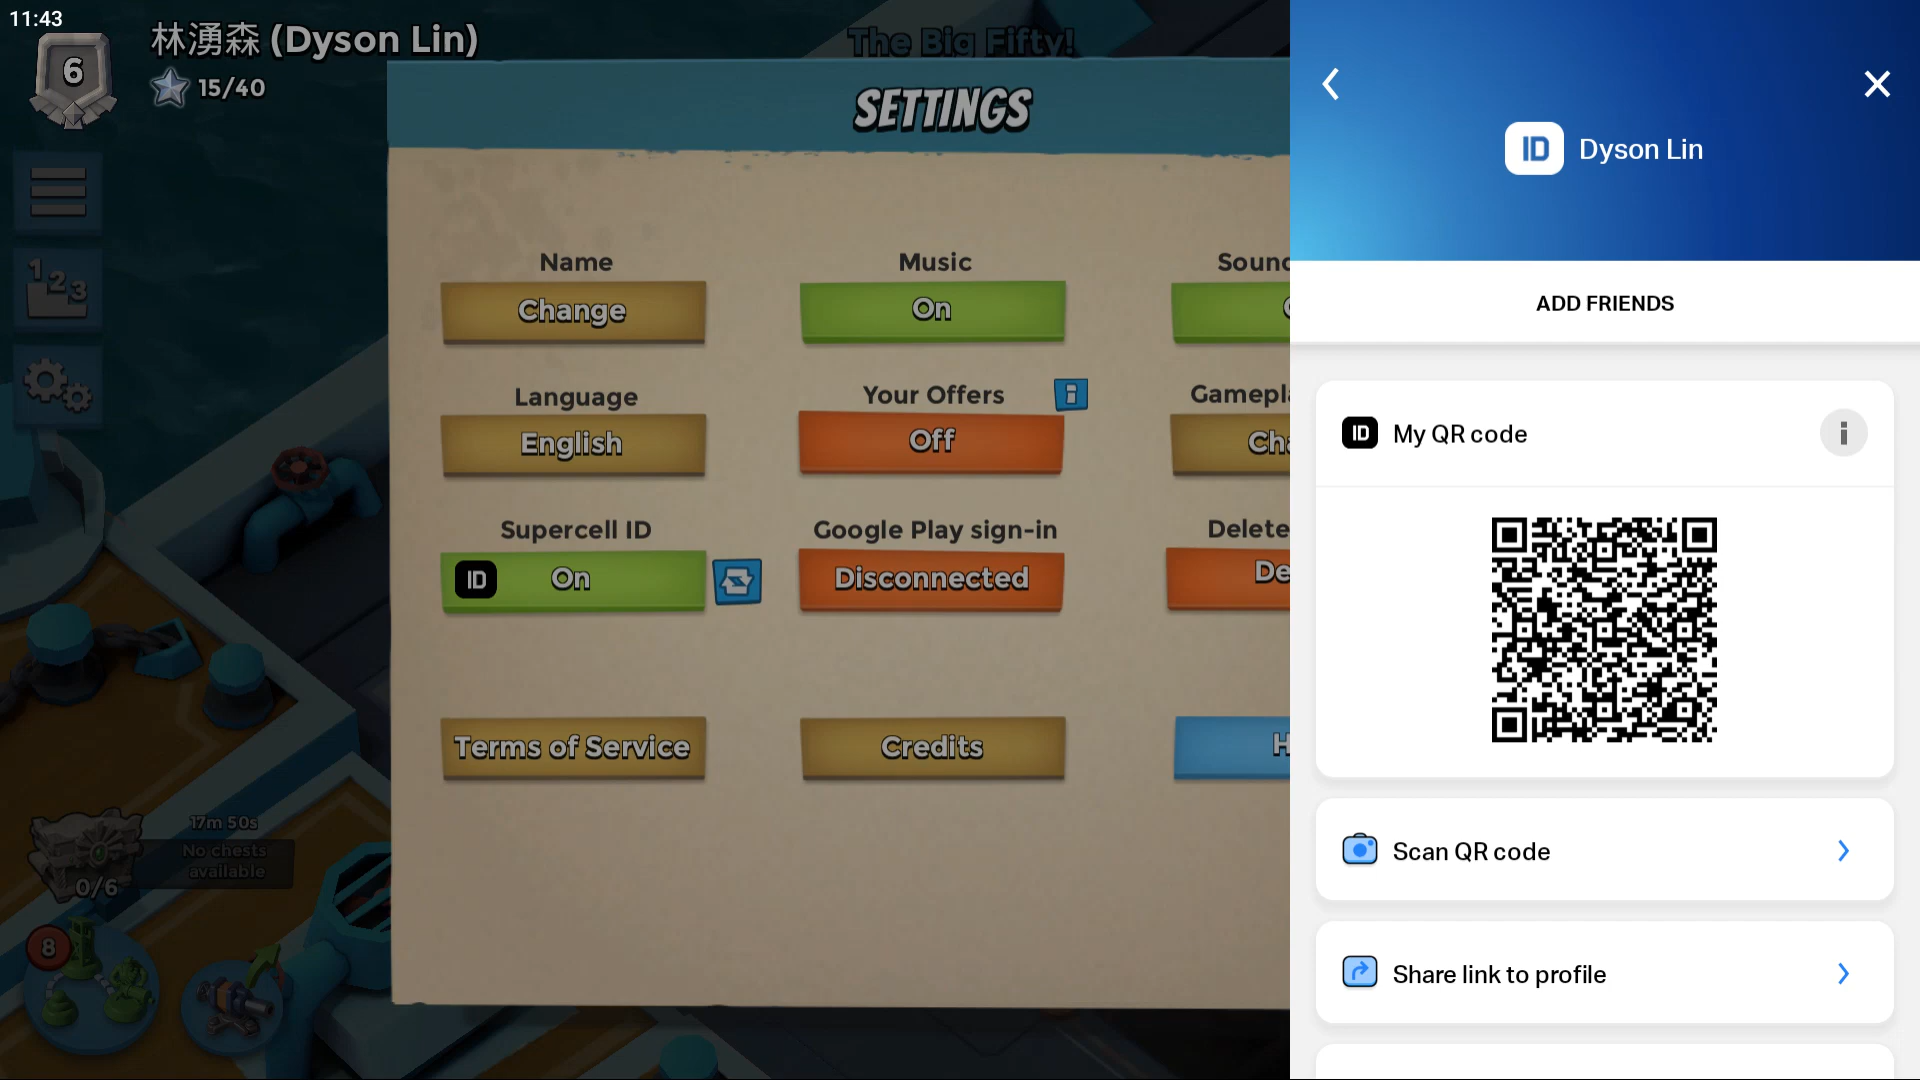 11:43
6
林湧森 (Dyson Lin)
15/40
The Big Fifty!
SETTINGS
Name
Change
Music
On
Sound
Language
English
Your Offers
Off
Supercell ID
ID On
Google Play sign-in
Disconnected
Delete
De
Terms of Service
Credits
H
123
17m 50s
No chests
available
0/6
8
ID Dyson Lin
ADD FRIENDS
ID My QR code
Scan QR code
Share link to profile